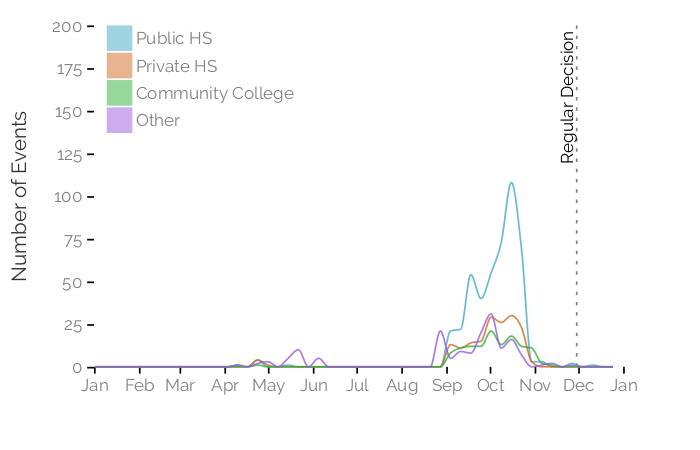 200
175
150
125
100
75
50
25
0
Number of Events
Public HS
Private HS
Community College
Other
Regular Decision
Jan Feb Mar Apr May Jun Jul Aug Sep Oct Nov Dec Jan